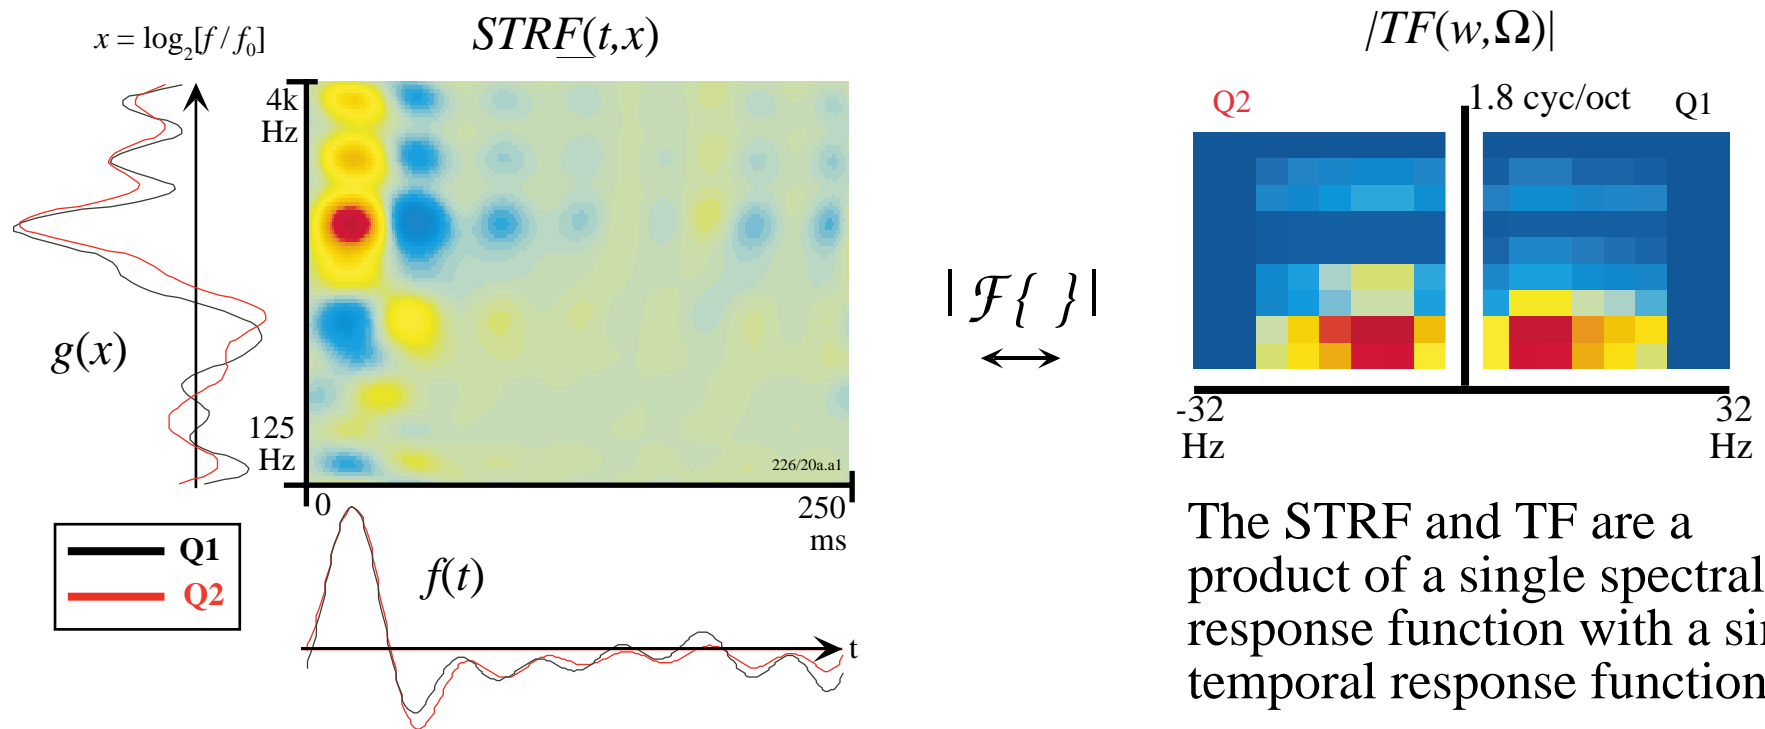 x = log₂[f / f₀]
STRF(t,x)
4k
Hz
125
Hz
226/20a.a1
0
250
ms
g(x)
f(t)
t
Q1
Q2
| ℱ{ } |
|TF(w,Ω)|
Q2
1.8 cyc/oct
Q1
-32
Hz
32
Hz
The STRF and TF are a
product of a single spectral
response function with a
temporal response function